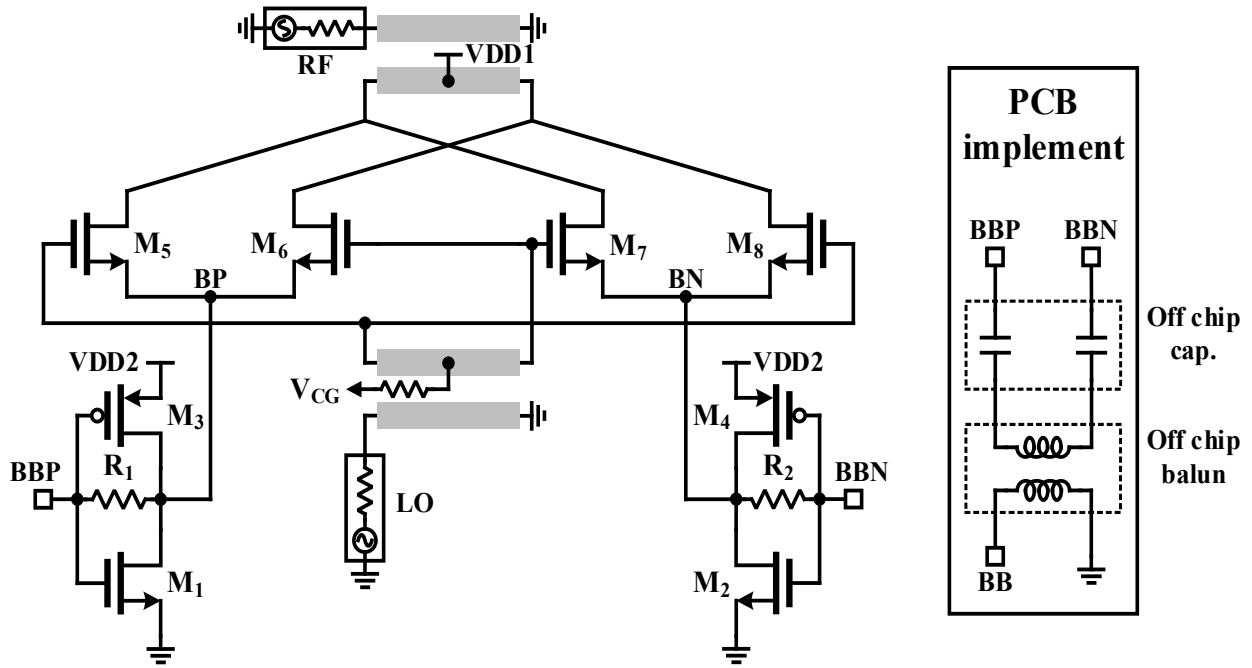 RF
VDD1
M5
M6
M7
M8
BP
BN
VDD2
M3
R1
BBP
M1
VCG
LO
VDD2
M4
R2
BBN
M2
PCB
implement
BBP
BBN
Off chip
cap.
Off chip
balun
BB